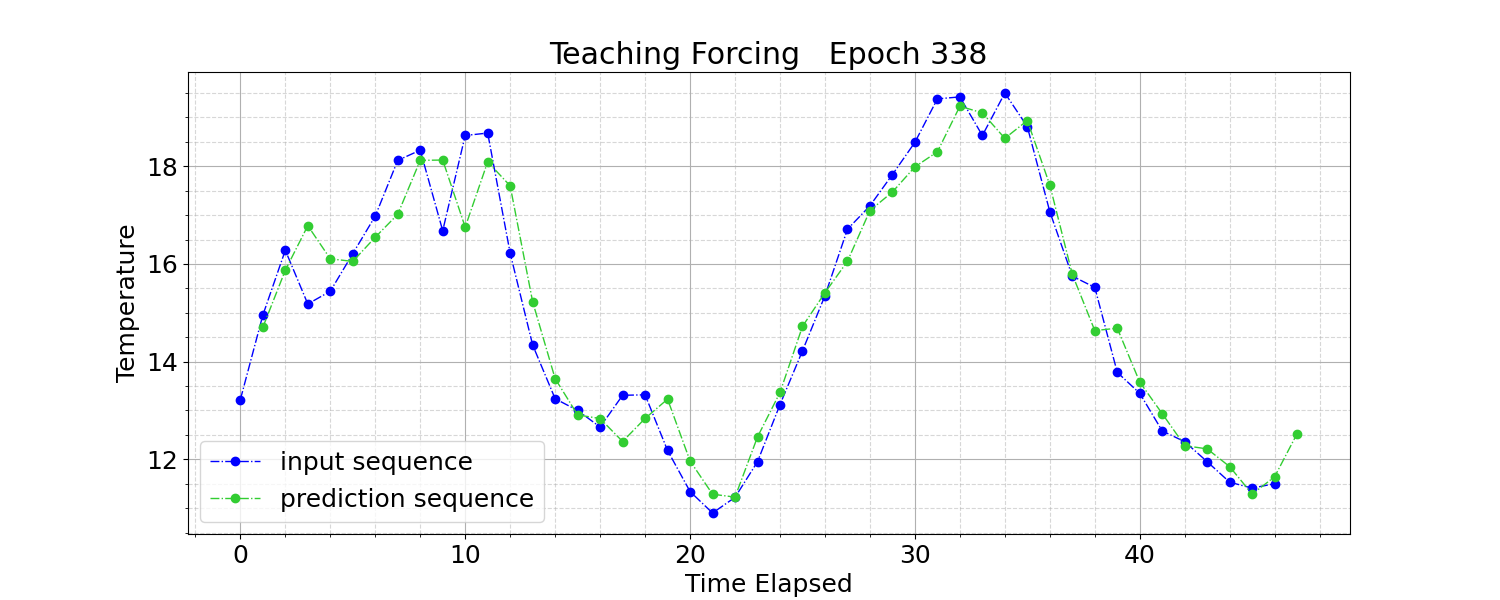 Teaching Forcing   Epoch 338
Temperature
18
16
14
12
input sequence
prediction sequence
0 10 20 30 40
Time Elapsed